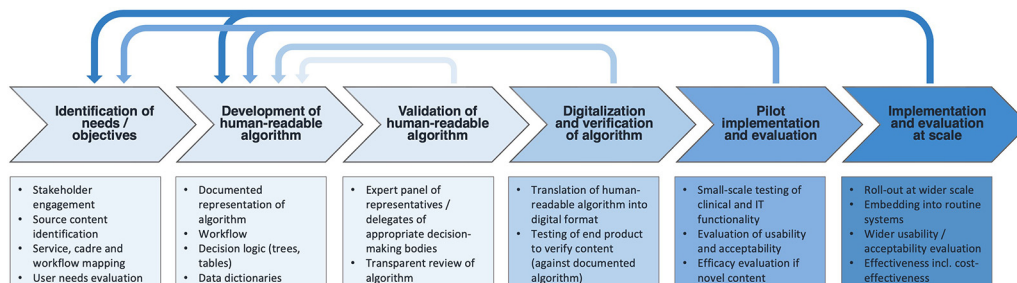 Identification of
needs /
objectives
Development of
human-readable
algorithm
Validation of
human-readable
algorithm
Digitalization
and verification
of algorithm
Pilot
implementation
and evaluation
Implementation
and evaluation
at scale
• Stakeholder
engagement
• Source content
identification
• Service, cadre and
workflow mapping
• User needs evaluation
• Documented
representation of
algorithm
• Workflow
• Decision logic (trees,
tables)
• Data dictionaries
• Expert panel of
representatives /
delegates of
appropriate decision-
making bodies
• Transparent review of
algorithm
• Translation of human-
readable algorithm into
digital format
• Testing of end product
to verify content
(against documented
algorithm)
• Small-scale testing of
clinical and IT
functionality
• Evaluation of usability
and acceptability
• Efficacy evaluation if
novel content
• Roll-out at wider scale
• Embedding into routine
systems
• Wider usability /
acceptability evaluation
• Effectiveness incl. cost-
effectiveness